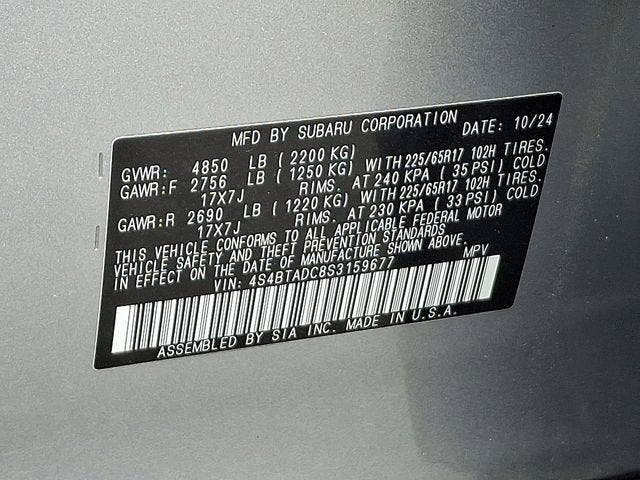 MFD BY SUBARU CORPORATION DATE: 10/24
GVWR: 4850 LB (2200 KG)
GAWR:F 2756 LB (1250 KG) WITH 225/65R17 102H TIRES.
17X7J RIMS. AT 240 KPA ( 35 PSI) COLD
GAWR:R 2690 LB (1220 KG) WITH 225/65R17 102H TIRES.
17X7J RIMS. AT 230 KPA ( 33 PSI) COLD
THIS VEHICLE CONFORMS TO ALL APPLICABLE FEDERAL MOTOR
VEHICLE SAFETY AND THEFT PREVENTION STANDARDS
IN EFFECT ON THE DATE OF MANUFACTURE SHOWN ABOVE.
VIN: 4S4BTADC8S3159677 MPV
ASSEMBLED BY SIA INC. MADE IN U.S.A.